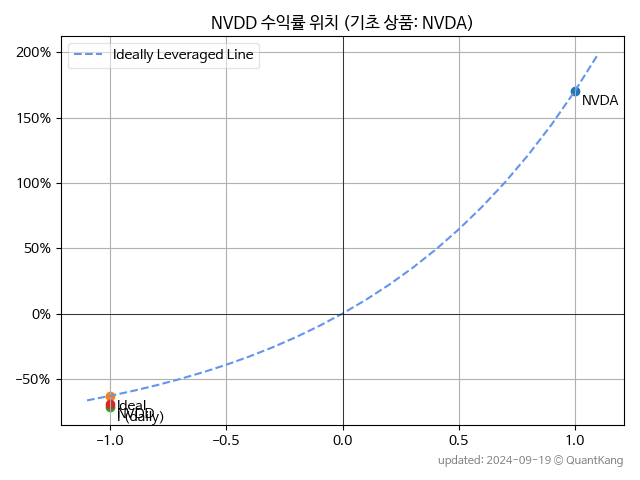 NVDD 수익률 위치 (기초 상품: NVDA)
Ideally Leveraged Line
200%
150%
100%
50%
0%
−50%
NVDA
Ideal
NVDD
(daily)
−1.0
−0.5
0.0
0.5
1.0
updated: 2024-09-19 © QuantKang